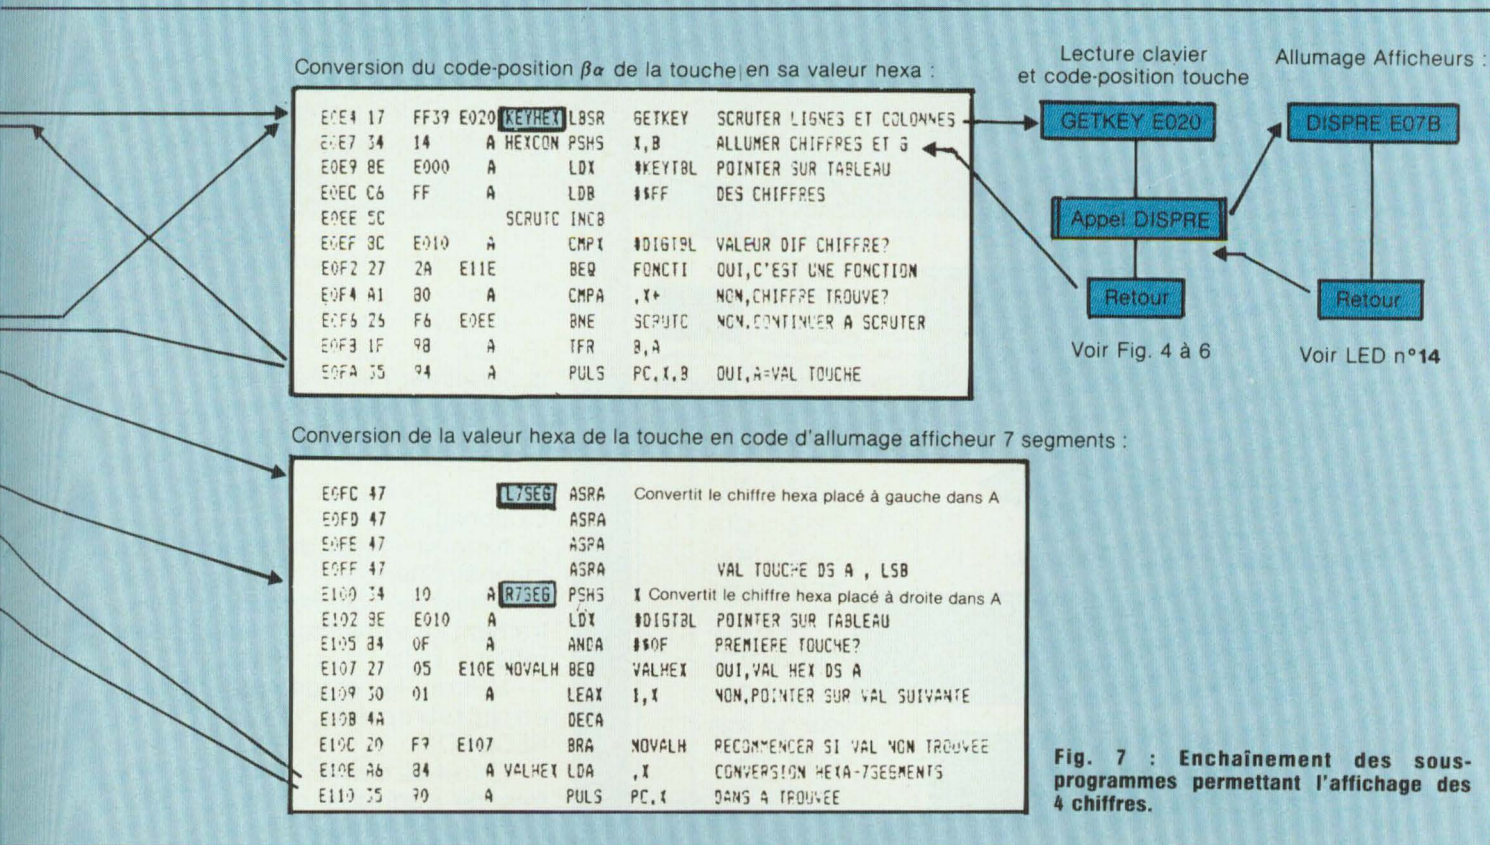 Conversion du code-position βα de la touche en sa valeur hexa :
E0E4 17 FF39 E020 KEYHEX LBSR GETKEY SCRUTER LIGNES ET COLONNES
E0E7 34 14 A HEXCON PSHS X,B ALLUMER CHIFFRES ET G
E0E9 8E E000 A LDX #KEYTBL POINTER SUR TABLEAU
E0EC C6 FF A LDB #$FF DES CHIFFRES
E0EE 5C SCRUTC INCB
E0EF 8C E010 A CMPX #DIGTBL VALEUR DIF CHIFFRE?
E0F2 27 2A E11E BEQ FONCTI OUI,C'EST UNE FONCTION
E0F4 A1 80 A CMPA ,X+ NON,CHIFFRE TROUVE?
E0F6 26 F6 E0EE BNE SCRUTC NON,CONTINUER A SCRUTER
E0F8 1F 98 A TFR B,A
E0FA 35 94 A PULS PC,X,B OUI,A=VAL TOUCHE
Lecture clavier
et code-position touche
GETKEY E020
Appel DISPRE
Retour
Voir Fig. 4 à 6
Allumage Afficheurs :
DISPRE E07B
Retour
Voir LED n°14
Conversion de la valeur hexa de la touche en code d'allumage afficheur 7 segments :
E0FC 47 L7SEG ASRA Convertit le chiffre hexa placé à gauche dans A
E0FD 47 ASRA
E0FE 47 ASRA
E0FF 47 ASRA VAL TOUCHE DS A , LSB
E100 34 10 A R7SEG PSHS X Convertit le chiffre hexa placé à droite dans A
E102 8E E010 A LDX #DIGTBL POINTER SUR TABLEAU
E105 84 0F A ANDA #$0F PREMIERE TOUCHE?
E107 27 05 E10E NOVALH BEQ VALHEX OUI,VAL HEX DS A
E109 30 01 A LEAX 1,X NON,POINTER SUR VAL SUIVANTE
E10B 4A DECA
E10C 20 F9 E107 BRA NOVALH RECOMMENCER SI VAL NON TROUVEE
E10E A6 84 A VALHEX LDA ,X CONVERSION HEXA-7SEGMENTS
E110 35 90 A PULS PC,X DANS A TROUVEE
Fig. 7 : Enchaînement des sous-
programmes permettant l'affichage des
4 chiffres.